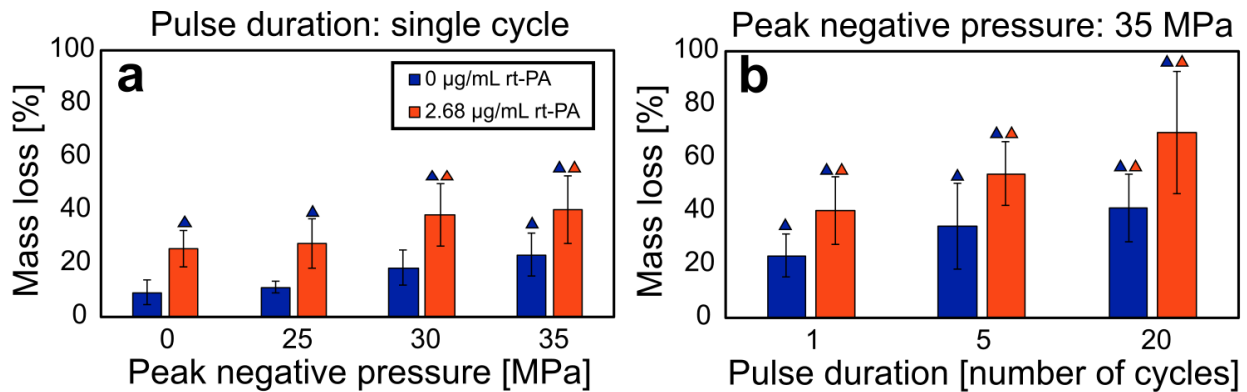 Pulse duration: single cycle
a
Mass loss [%]
100
80
60
40
20
0
0 µg/mL rt-PA
2.68 µg/mL rt-PA
0 25 30 35
Peak negative pressure [MPa]
Peak negative pressure: 35 MPa
b
Mass loss [%]
100
80
60
40
20
0
1 5 20
Pulse duration [number of cycles]